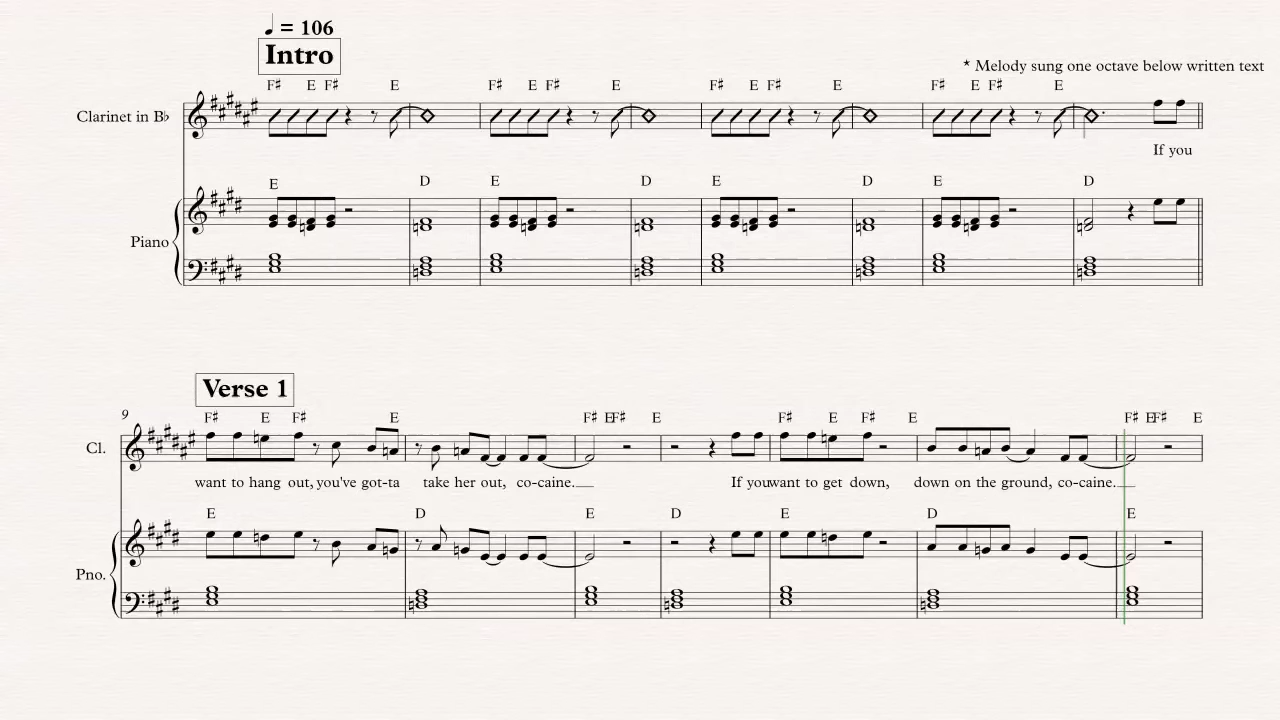 ♩ = 106
Intro
* Melody sung one octave below written text
F♯ E F♯ E F♯ E F♯ E F♯ E F♯ E F♯ E F♯ E
Clarinet in B♭
If you
E D E D E D E D
Piano
Verse 1
9
F♯ E F♯ E F♯ E F♯ E F♯ E F♯ E F♯ E F♯ E
Cl.
want to hang out, you've got-ta take her out, co-caine. If you want to get down, down on the ground, co-caine.
E D E D E D E
Pno.